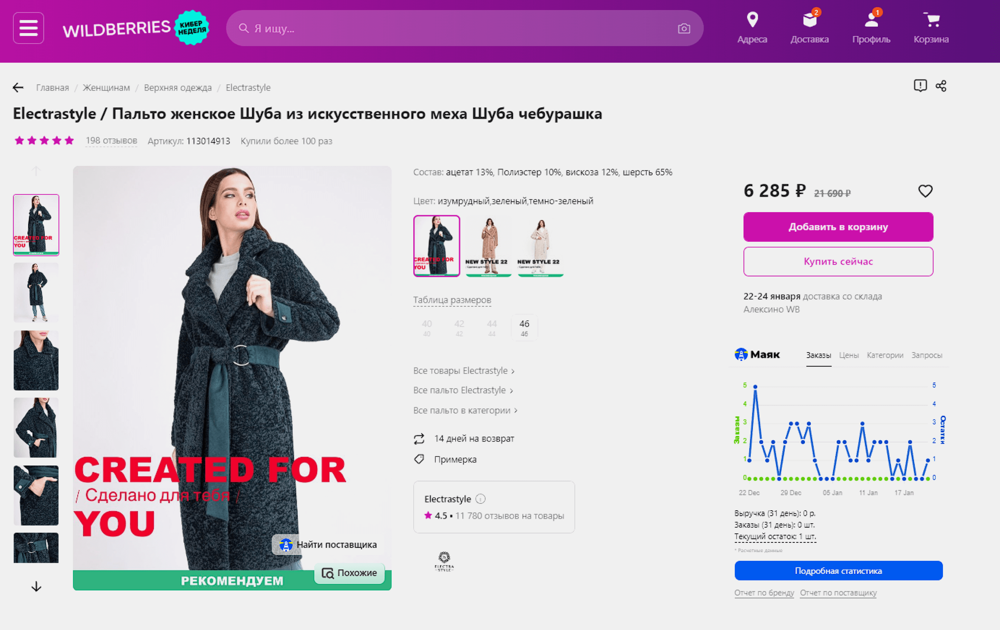 WILDBERRIES
КИБЕР
НЕДЕЛЯ
Я ищу...
Адреса
2
Доставка
1
Профиль
Корзина
Главная / Женщинам / Верхняя одежда / Electrastyle
Electrastyle / Пальто женское Шуба из искусственного меха Шуба чебурашка
198 отзывов Артикул: 113014913 Купили более 100 раз
CREATED FOR
YOU
CREATED FOR
/ Сделано для тебя /
YOU
Найти поставщика
Похожие
РЕКОМЕНДУЕМ
Состав: ацетат 13%, Полиэстер 10%, вискоза 12%, шерсть 65%
Цвет: изумрудный,зеленый,темно-зеленый
CREATED FOR
YOU
NEW STYLE 22
NEW STYLE 22
Таблица размеров
40 42 44 46
40 42 44 46
Все товары Electrastyle
Все пальто Electrastyle
Все пальто в категории
14 дней на возврат
Примерка
Electrastyle
4.5 • 11 780 отзывов на товары
ELECTRA
-STYLE-
6 285 ₽ 21 690 ₽
Добавить в корзину
Купить сейчас
22-24 января доставка со склада
Алексино WB
Маяк
Заказы Цены Категории Запросы
5 5
4 4
3 3
2 2
1 1
0 0
Заказы
Остатки
22 Dec 29 Dec 05 Jan 11 Jan 17 Jan
Выручка (31 день): 0 р.
Заказы (31 день): 0 шт.
Текущий остаток: 1 шт.
* Расчетные данные
Подробная статистика
Отчет по бренду Отчет по поставщику